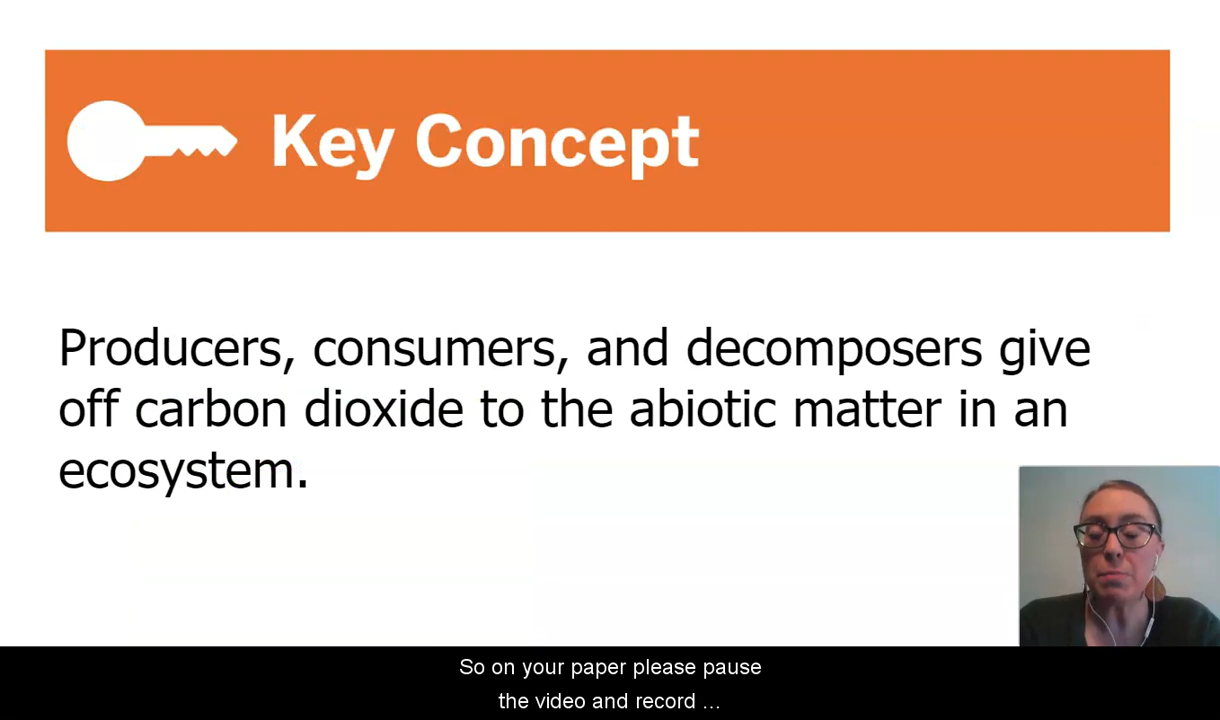 Key Concept
Producers, consumers, and decomposers give
off carbon dioxide to the abiotic matter in an
ecosystem.
So on your paper please pause
the video and record ...